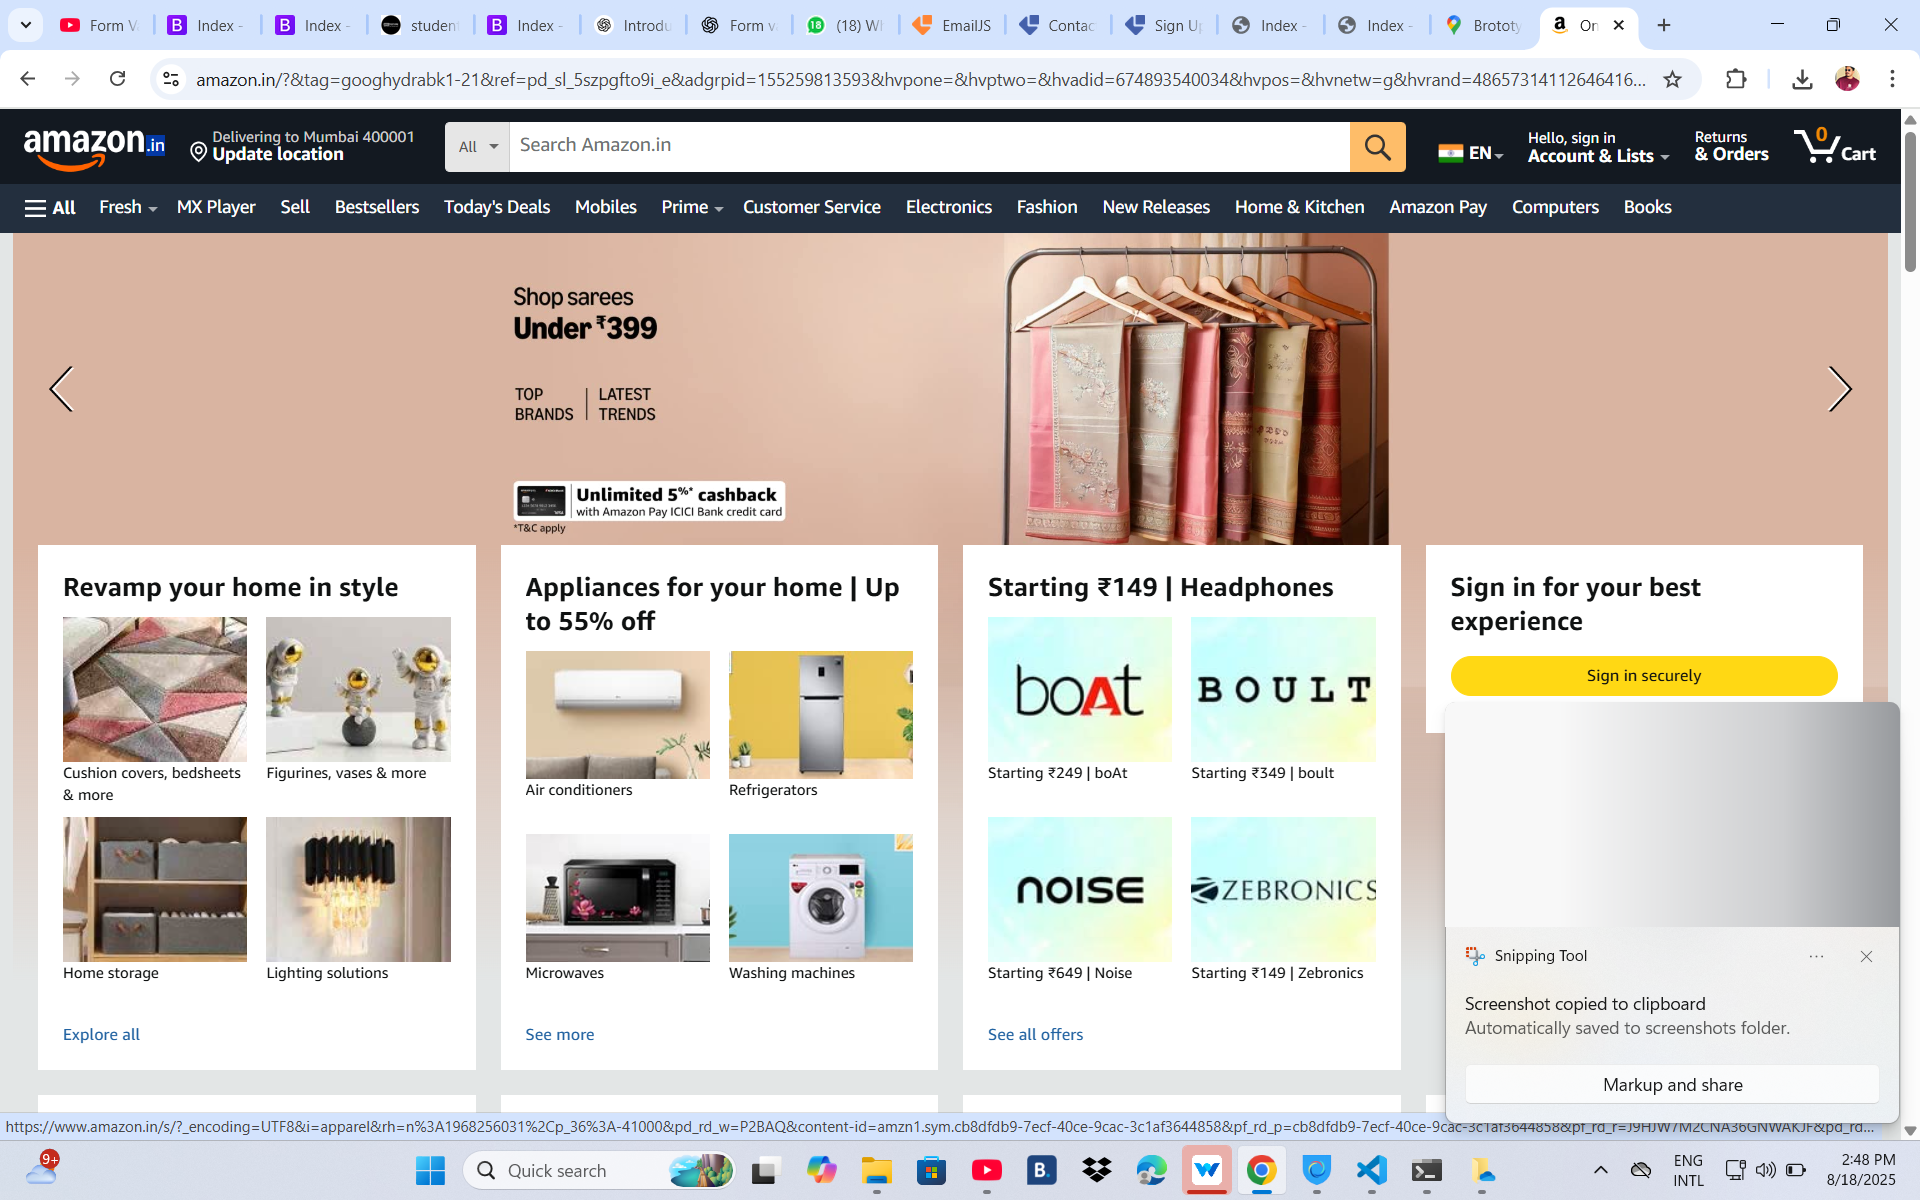 Form V
Index -
Index -
student
Index -
Introdu
Form va
(18) Wh
EmailJS
Contac
Sign Up
Index -
Index -
Brototy
On
amazon.in/?&tag=googhydrabk1-21&ref=pd_sl_5szpgfto9i_e&adgrpid=155259813593&hvpone=&hvptwo=&hvadid=674893540034&hvpos=&hvnetw=g&hvrand=48657314112646416...
amazon.in
Delivering to Mumbai 400001
Update location
All
Search Amazon.in
EN
Hello, sign in
Account & Lists
Returns
& Orders
0
Cart
All Fresh MX Player Sell Bestsellers Today's Deals Mobiles Prime Customer Service Electronics Fashion New Releases Home & Kitchen Amazon Pay Computers Books
Shop sarees
Under ₹399
TOP
BRANDS
LATEST
TRENDS
Unlimited 5%* cashback
with Amazon Pay ICICI Bank credit card
*T&C apply
Revamp your home in style
Cushion covers, bedsheets
& more
Figurines, vases & more
Home storage
Lighting solutions
Explore all
Appliances for your home | Up
to 55% off
Air conditioners
Refrigerators
Microwaves
Washing machines
See more
Starting ₹149 | Headphones
boAt
BOULT
Starting ₹249 | boAt
Starting ₹349 | boult
NOISE
ZEBRONICS
Starting ₹649 | Noise
Starting ₹149 | Zebronics
See all offers
Sign in for your best
experience
Sign in securely
Snipping Tool
Screenshot copied to clipboard
Automatically saved to screenshots folder.
Markup and share
https://www.amazon.in/s/?_encoding=UTF8&i=apparel&rh=n%3A1968256031%2Cp_36%3A-41000&pd_rd_w=P2BAQ&content-id=amzn1.sym.cb8dfdb9-7ecf-40ce-9cac-3c1af3644858&pf_rd_p=cb8dfdb9-7ecf-40ce-9cac-3c1af3644858&pf_rd_r=J9HJW7M2CNA36GNWAKJF&pd_rd...
9+
Quick search
B.
ENG
INTL
2:48 PM
8/18/2025